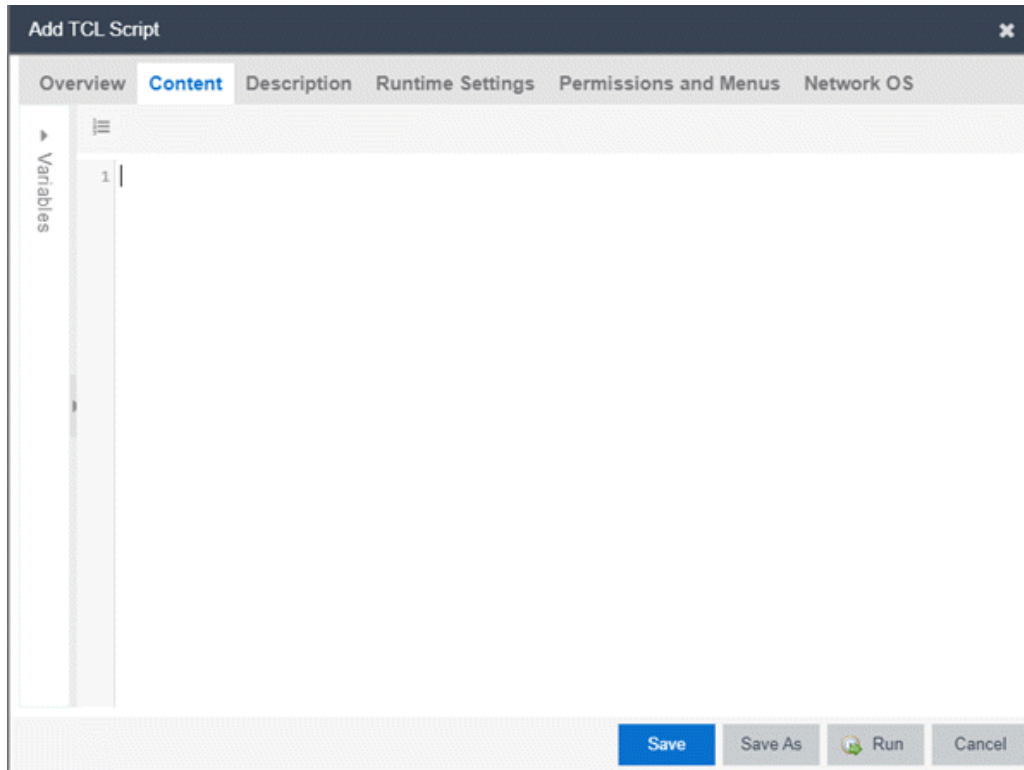 Add TCL Script
Overview Content Description Runtime Settings Permissions and Menus Network OS
Variables
1
Save Save As Run Cancel